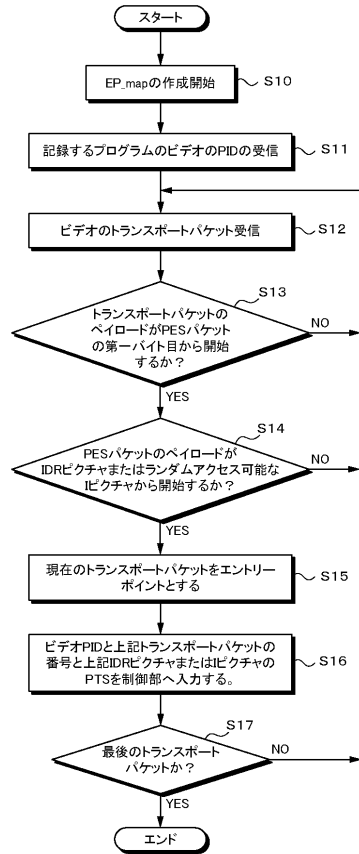 スタート
EP_mapの作成開始
S10
記録するプログラムのビデオのPIDの受信
S11
ビデオのトランスポートパケット受信
S12
S13
トランスポートパケットの
ペイロードがPESパケット
の第一バイト目から開始
するか？
NO
YES
S14
PESパケットのペイロードが
IDRピクチャまたはランダムアクセス可能な
Iピクチャから開始するか？
NO
YES
現在のトランスポートパケットをエントリー
ポイントとする
S15
ビデオPIDと上記トランスポートパケットの
番号と上記IDRピクチャまたはIピクチャの
PTSを制御部へ入力する。
S16
S17
最後のトランスポート
パケットか？
NO
YES
エンド